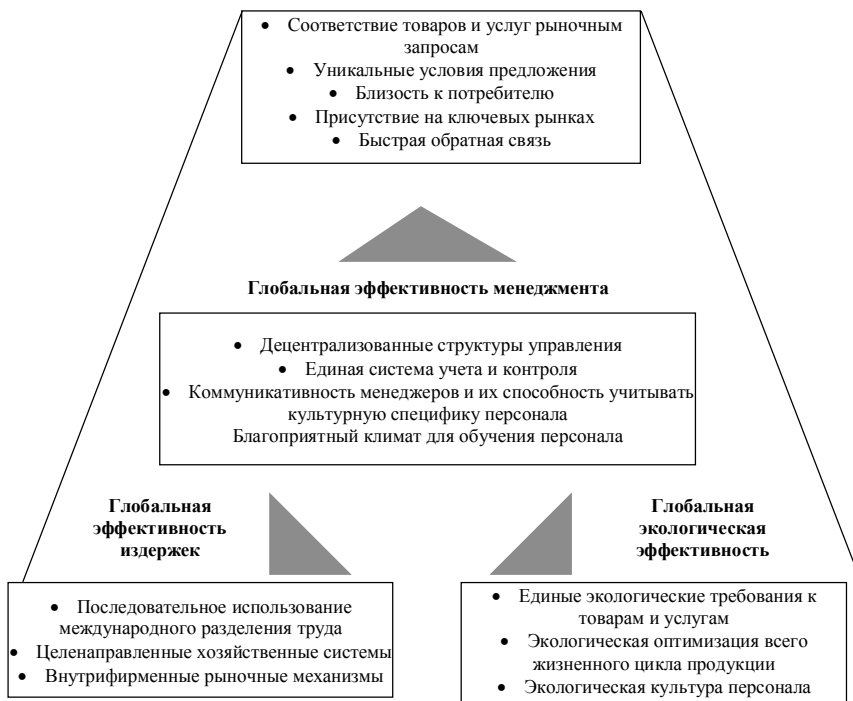 • Соответствие товаров и услуг рыночным
запросам
• Уникальные условия предложения
• Близость к потребителю
• Присутствие на ключевых рынках
• Быстрая обратная связь
Глобальная эффективность менеджмента
• Децентрализованные структуры управления
• Единая система учета и контроля
• Коммуникативность менеджеров и их способность учитывать
культурную специфику персонала
Благоприятный климат для обучения персонала
Глобальная
эффективность
издержек
Глобальная
экологическая
эффективность
• Последовательное использование
международного разделения труда
• Целенаправленные хозяйственные системы
• Внутрифирменные рыночные механизмы
• Единые экологические требования к
товарам и услугам
• Экологическая оптимизация всего
жизненного цикла продукции
• Экологическая культура персонала